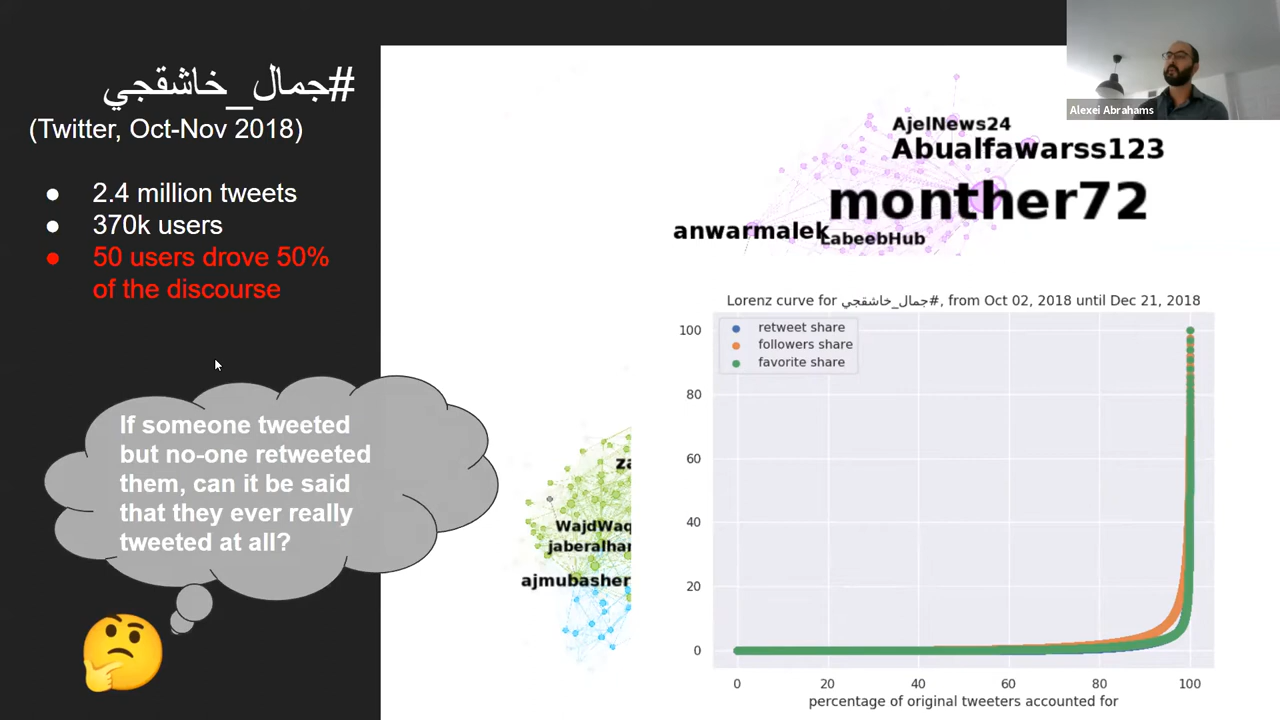 #جمال_خاشقجي
(Twitter, Oct-Nov 2018)
● 2.4 million tweets
● 370k users
● 50 users drove 50%
of the discourse
If someone tweeted
but no-one retweeted
them, can it be said
that they ever really
tweeted at all?
Alexei Abrahams
AjelNews24
Abualfawarss123
monther72
anwarmalek
LabeebHub
za
WajdWaq
jaberalhar
ajmubasher
Lorenz curve for #جمال_خاشقجي, from Oct 02, 2018 until Dec 21, 2018
retweet share
followers share
favorite share
100
80
60
40
20
0
0 20 40 60 80 100
percentage of original tweeters accounted for